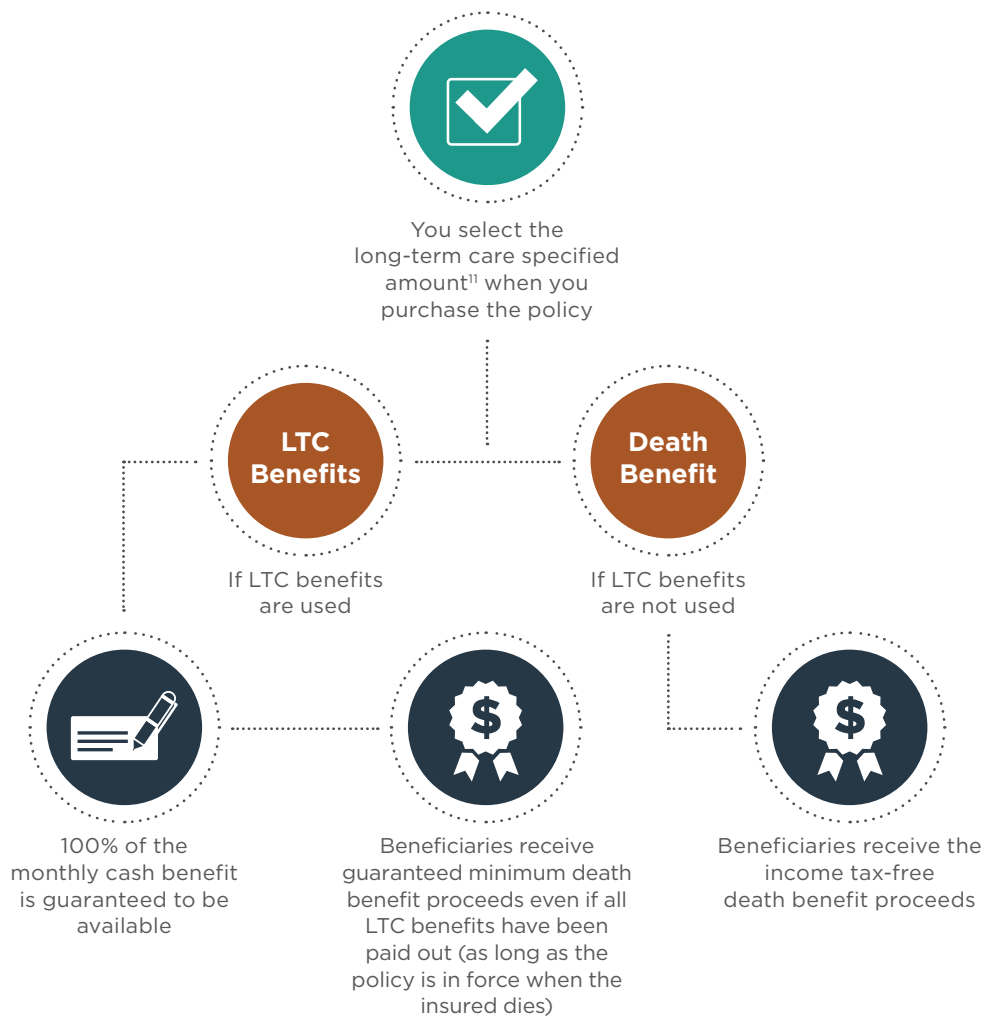 You select the
long-term care specified
amount¹¹ when you
purchase the policy
LTC
Benefits
Death
Benefit
If LTC benefits
are used
If LTC benefits
are not used
100% of the
monthly cash benefit
is guaranteed to be
available
Beneficiaries receive
guaranteed minimum death
benefit proceeds even if all
LTC benefits have been
paid out (as long as the
policy is in force when the
insured dies)
$
$
Beneficiaries receive the
income tax-free
death benefit proceeds